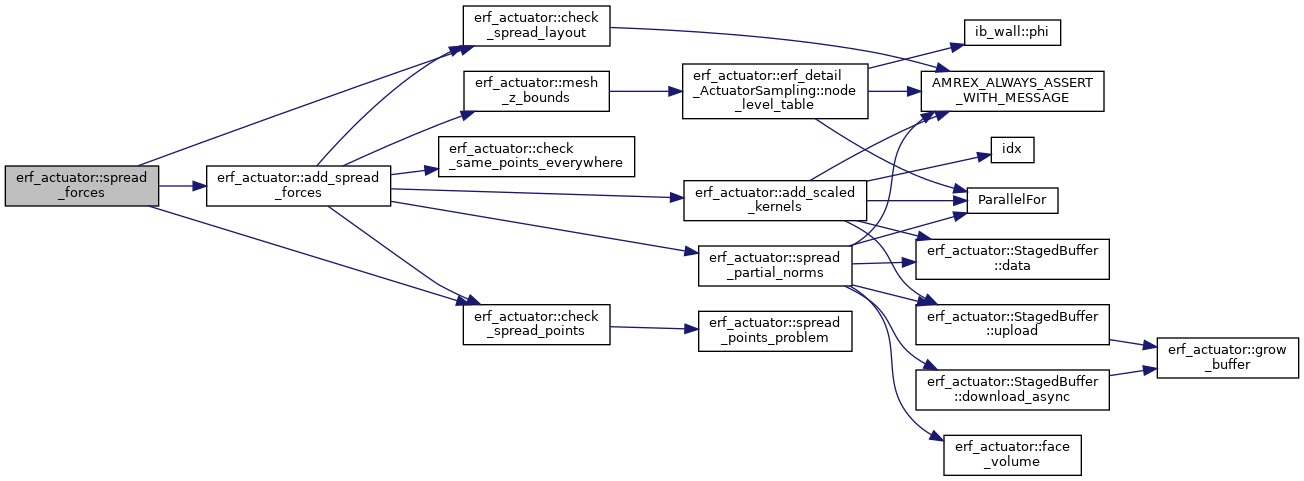 erf_actuator::spread
_forces
erf_actuator::add_spread
_forces
erf_actuator::check
_spread_layout
erf_actuator::mesh
_z_bounds
erf_actuator::check
_same_points_everywhere
erf_actuator::check
_spread_points
erf_actuator::erf_detail
_ActuatorSampling::node
_level_table
erf_actuator::add_scaled
_kernels
erf_actuator::spread
_partial_norms
erf_actuator::spread
_points_problem
ib_wall::phi
AMREX_ALWAYS_ASSERT
_WITH_MESSAGE
idx
ParallelFor
erf_actuator::StagedBuffer
::data
erf_actuator::StagedBuffer
::upload
erf_actuator::StagedBuffer
::download_async
erf_actuator::face
_volume
erf_actuator::grow
_buffer